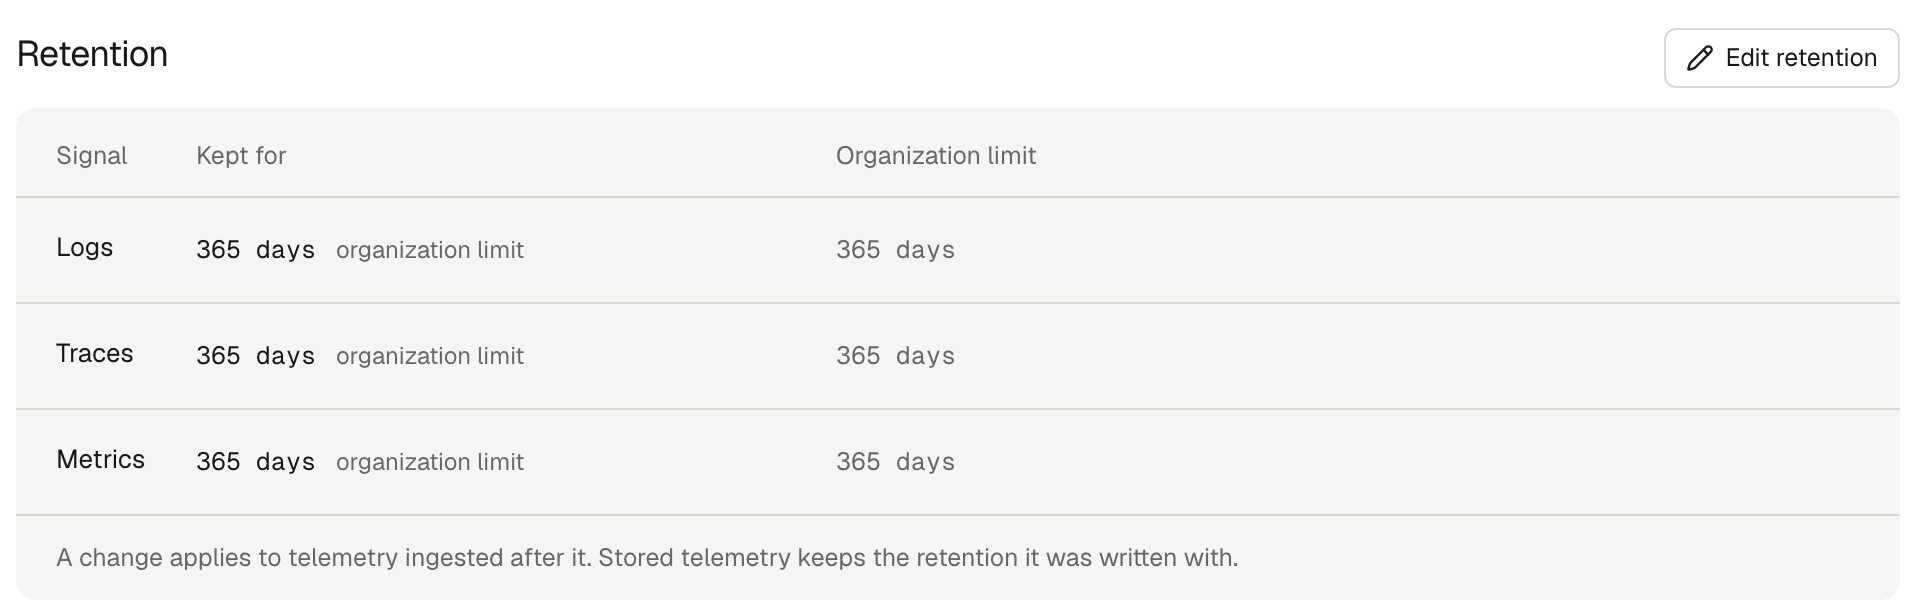 Retention
Edit retention
Signal Kept for Organization limit
Logs 365 days organization limit 365 days
Traces 365 days organization limit 365 days
Metrics 365 days organization limit 365 days
A change applies to telemetry ingested after it. Stored telemetry keeps the retention it was written with.